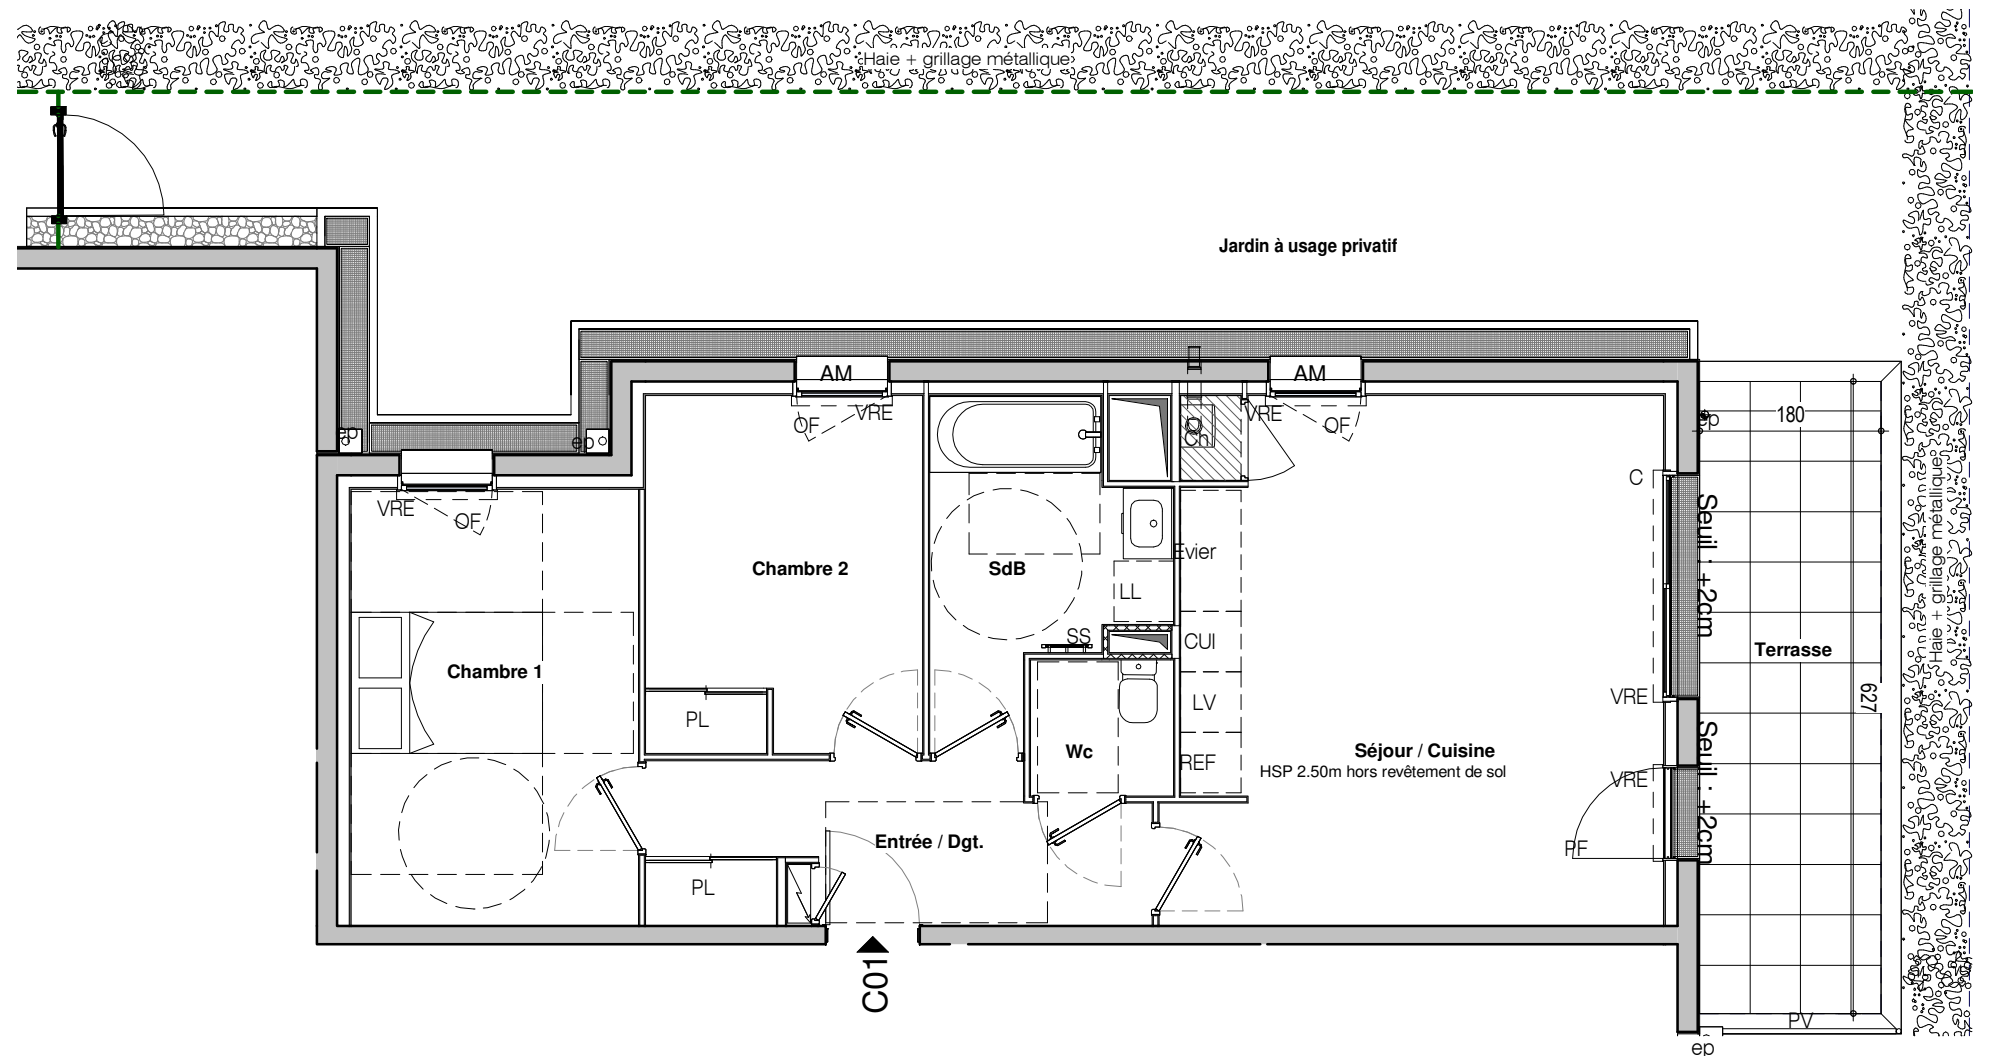 Haie + grillage métallique
Jardin à usage privatif
AM
AM
VRE
OF
VRE
OF
Ch
ep
ep
ep
180
VRE
OF
C
Seuil : +2cm
Haie + grillage métallique
Evier
Chambre 2
SdB
LL
SS
CUI
Terrasse
Chambre 1
PL
LV
VRE
627
Wc
REF
Séjour / Cuisine
HSP 2.50m hors revêtement de sol
VRE
Seuil : +2cm
Entrée / Dgt.
PF
PL
C01
PV
ep